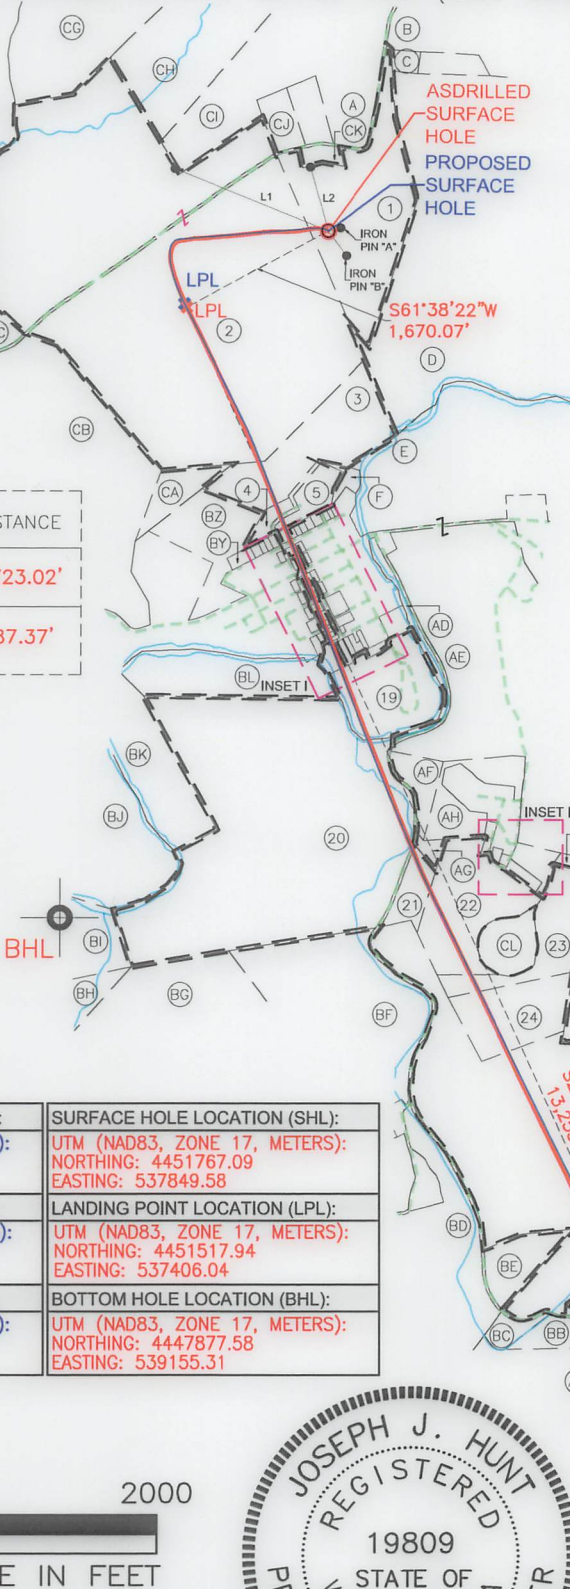 CG
B
C
CH
ASDRILLED
SURFACE
HOLE
CI
CJ
A
CK
PROPOSED
SURFACE
HOLE
L1
L2
1
IRON
PIN "A"
IRON
PIN "B"
LPL
LPL
S61°38'22"W
1,670.07'
2
D
3
CB
E
CA
4
5
F
STANCE
BZ
BY
723.02'
37.37'
AD
AE
BL
INSET I
19
BK
AF
BJ
AH
INSET I
20
AG
21
22
BHL
BI
CL
23
BH
BG
BF
24
SURFACE HOLE LOCATION (SHL):
UTM (NAD83, ZONE 17, METERS):
NORTHING: 4451767.09
EASTING: 537849.58
LANDING POINT LOCATION (LPL):
UTM (NAD83, ZONE 17, METERS):
NORTHING: 4451517.94
EASTING: 537406.04
BOTTOM HOLE LOCATION (BHL):
UTM (NAD83, ZONE 17, METERS):
NORTHING: 4447877.58
EASTING: 539155.31
BD
BE
BC
BB
2000
E IN FEET
JOSEPH J. HUNT
REGISTERED
19809
STATE OF